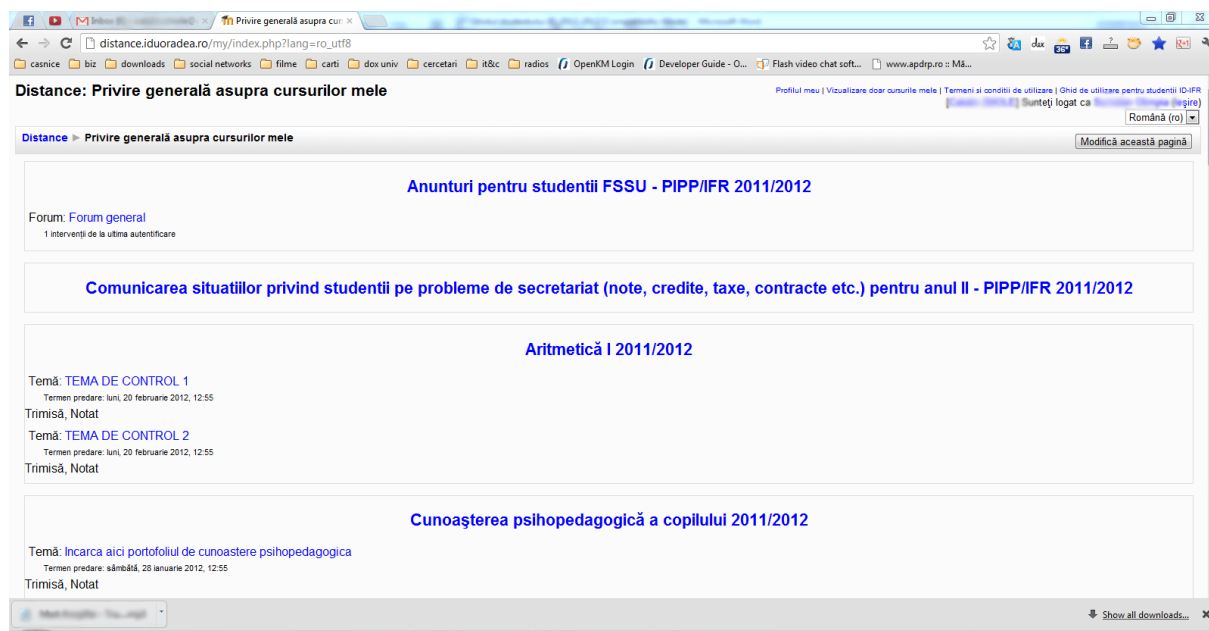 Privire generală asupra cur
distance.iduoradea.ro/my/index.php?lang=ro_utf8
casnice biz downloads social networks filme carti dox univ cercetari it&c radios OpenKM Login Developer Guide - O... Flash video chat soft... www.apdrp.ro :: Mă...
Distance: Privire generală asupra cursurilor mele
Profilul meu | Vizualizare doar cursurile mele | Termeni si conditii de utilizare | Ghid de utilizare pentru studentii ID-IFR
Sunteţi logat ca (Ieşire)
Română (ro)
Distance ► Privire generală asupra cursurilor mele
Modifică această pagină
Anunturi pentru studentii FSSU - PIPP/IFR 2011/2012
Forum: Forum general
1 intervenţii de la ultima autentificare
Comunicarea situatiilor privind studentii pe probleme de secretariat (note, credite, taxe, contracte etc.) pentru anul II - PIPP/IFR 2011/2012
Aritmetică I 2011/2012
Temă: TEMA DE CONTROL 1
Termen predare: luni, 20 februarie 2012, 12:55
Trimisă, Notat
Temă: TEMA DE CONTROL 2
Termen predare: luni, 20 februarie 2012, 12:55
Trimisă, Notat
Cunoaşterea psihopedagogică a copilului 2011/2012
Temă: Incarca aici portofoliul de cunoastere psihopedagogica
Termen predare: sâmbătă, 28 ianuarie 2012, 12:55
Trimisă, Notat
Show all downloads...